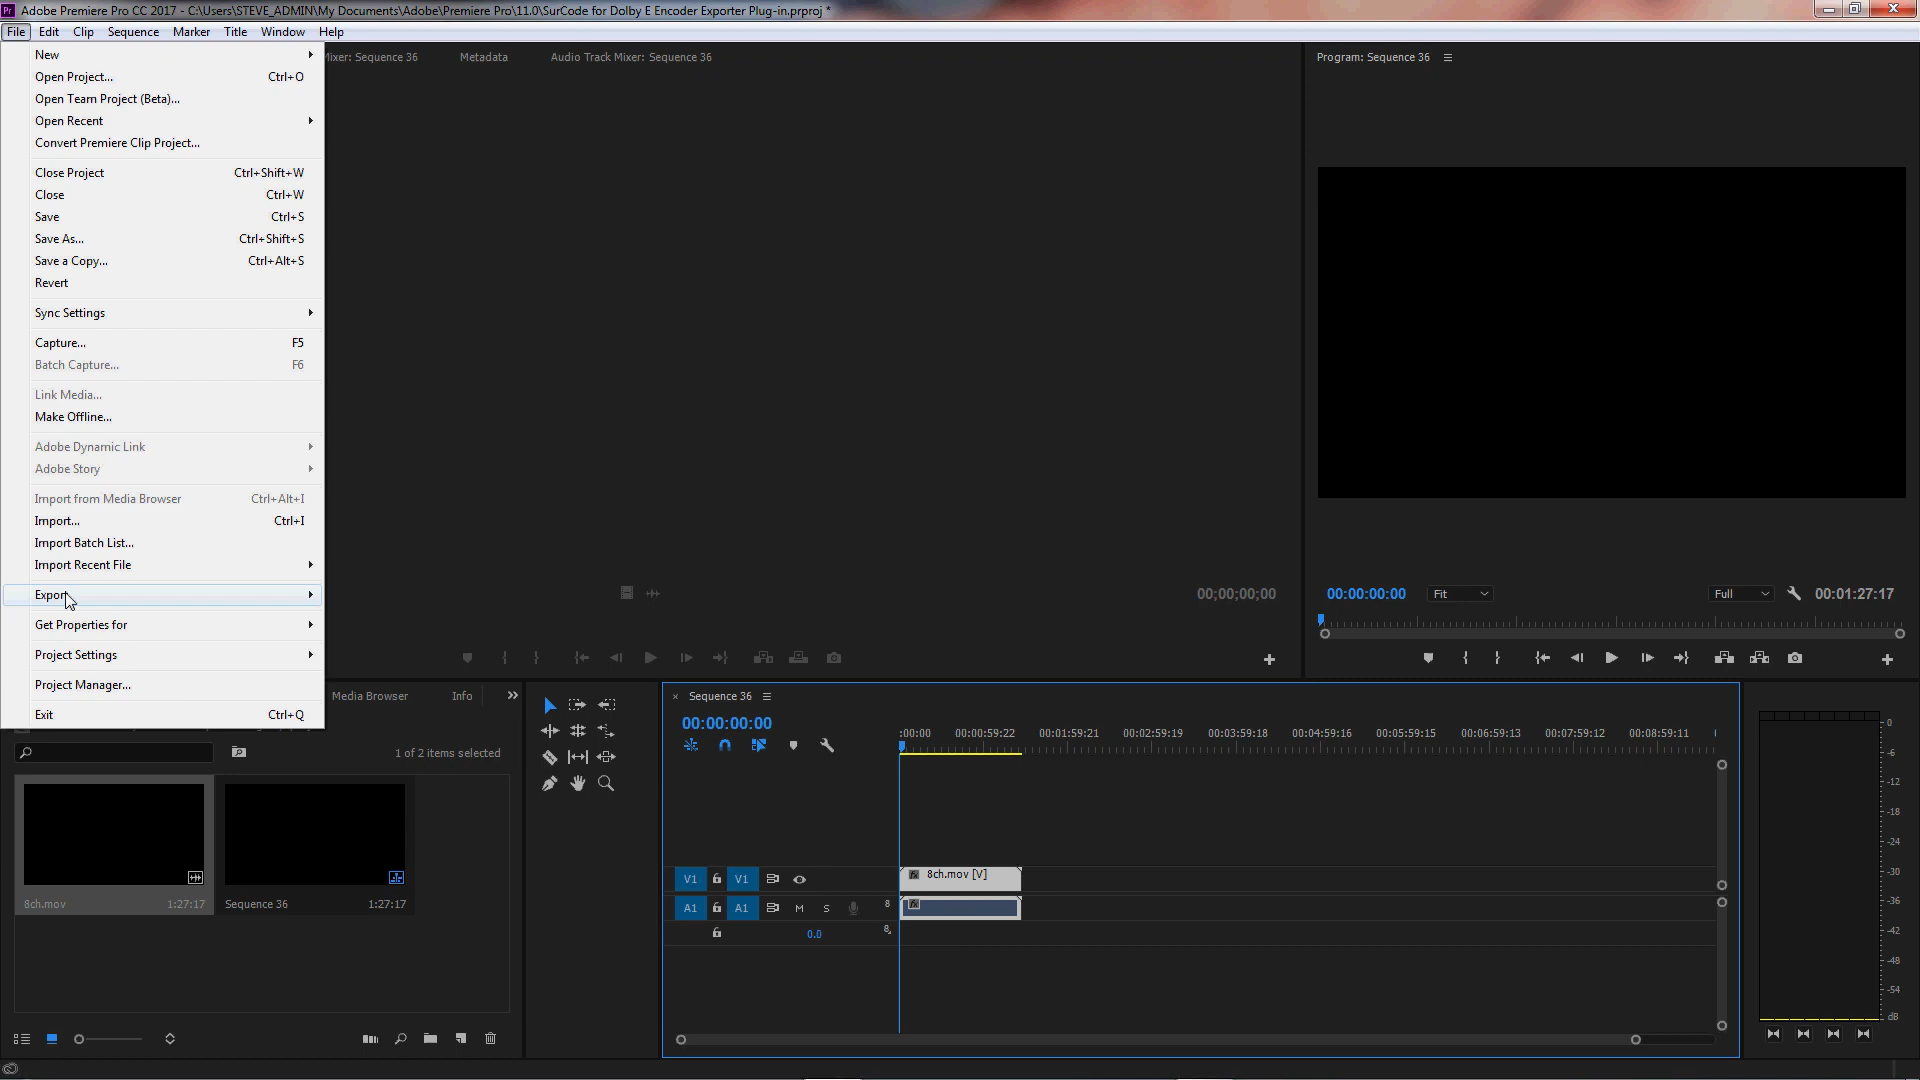 Adobe Premiere Pro CC 2017 - C:\Users\STEVE_ADMIN\My Documents\Adobe\Premiere Pro\11.0\SurCode for Dolby E Encoder Exporter Plug-in.prproj *
File Edit Clip Sequence Marker Title Window Help
New
Open Project... Ctrl+O
Open Team Project (Beta)...
Open Recent
Convert Premiere Clip Project...
Close Project Ctrl+Shift+W
Close Ctrl+W
Save Ctrl+S
Save As... Ctrl+Shift+S
Save a Copy... Ctrl+Alt+S
Revert
Sync Settings
Capture... F5
Batch Capture... F6
Link Media...
Make Offline...
Adobe Dynamic Link
Adobe Story
Import from Media Browser Ctrl+Alt+I
Import... Ctrl+I
Import Batch List...
Import Recent File
Export
Get Properties for
Project Settings
Project Manager...
Exit Ctrl+Q
Mixer: Sequence 36 Metadata Audio Track Mixer: Sequence 36
00;00;00;00
Program: Sequence 36
00:00:00:00 Fit Full 00:01:27:17
Media Browser Info
1 of 2 items selected
8ch.mov 1:27:17 Sequence 36 1:27:17
Sequence 36
00:00:00:00
:00:00 00:00:59:22 00:01:59:21 00:02:59:19 00:03:59:18 00:04:59:16 00:05:59:15 00:06:59:13 00:07:59:12 00:08:59:11
V1 V1 fx 8ch.mov [V]
A1 A1 M S 8 fx
0.0 8
0
-6
-12
-18
-24
-30
-36
-42
-48
-54
dB